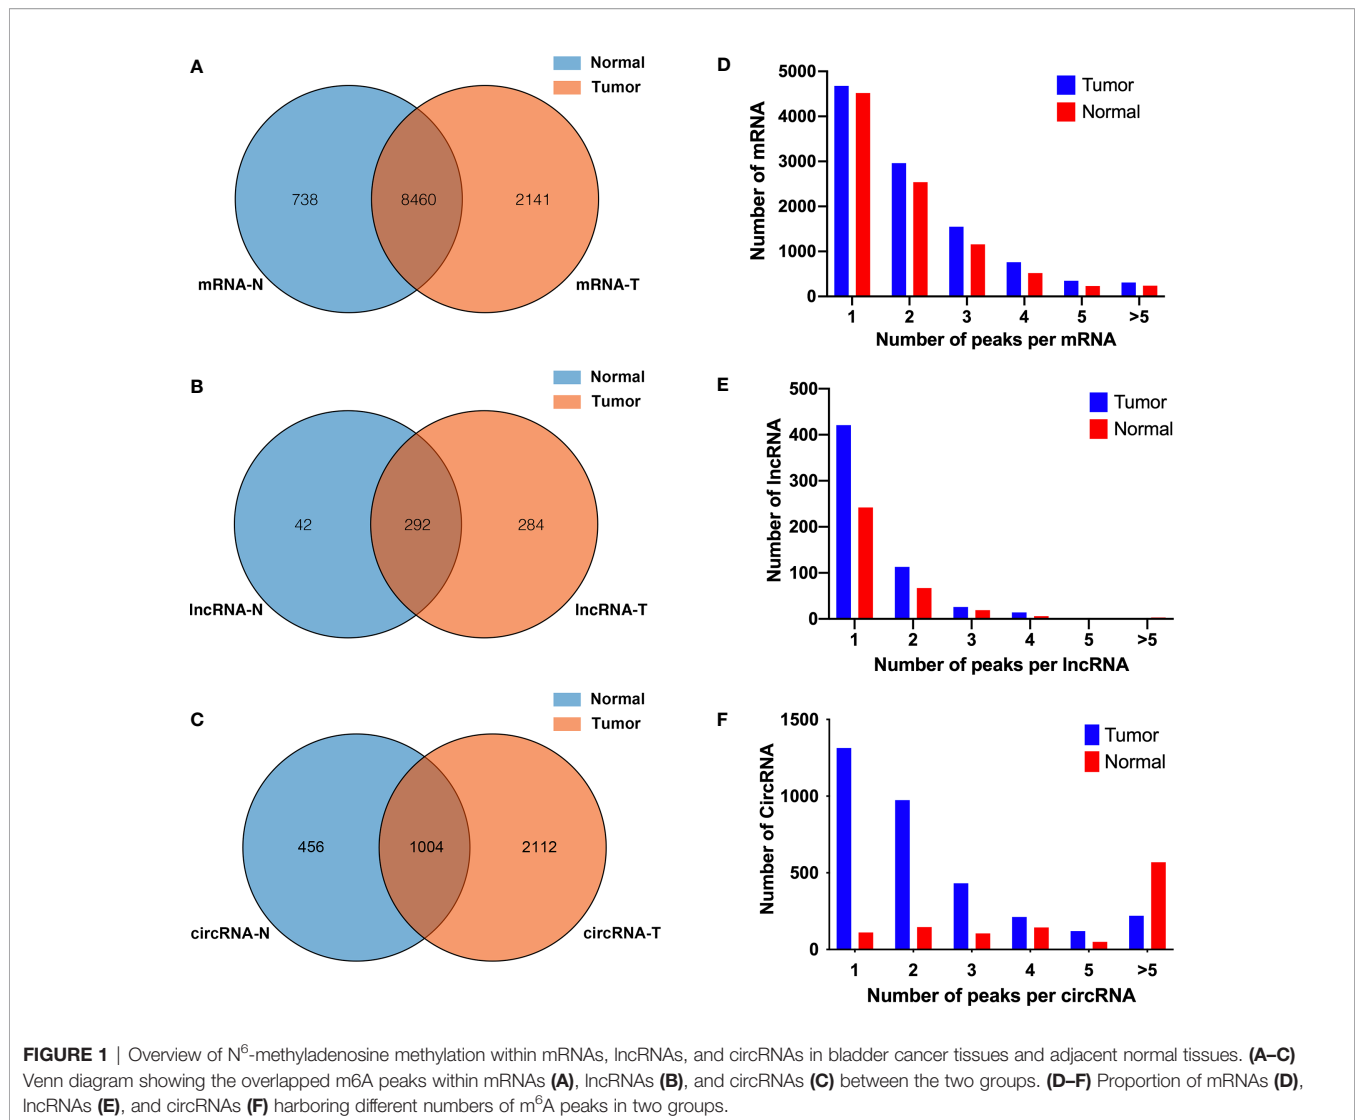 A
Normal
Tumor
738
8460
2141
mRNA-N
mRNA-T
D
5000
4000
3000
2000
1000
0
Number of mRNA
Tumor
Normal
1 2 3 4 5 >5
Number of peaks per mRNA
B
Normal
Tumor
42
292
284
lncRNA-N
lncRNA-T
E
500
400
300
200
100
0
Number of lncRNA
Tumor
Normal
1 2 3 4 5 >5
Number of peaks per lncRNA
C
Normal
Tumor
456
1004
2112
circRNA-N
circRNA-T
F
1500
1000
500
0
Number of CircRNA
Tumor
Normal
1 2 3 4 5 >5
Number of peaks per circRNA
FIGURE 1 | Overview of N⁶-methyladenosine methylation within mRNAs, lncRNAs, and circRNAs in bladder cancer tissues and adjacent normal tissues. (A–C)
Venn diagram showing the overlapped m6A peaks within mRNAs (A), lncRNAs (B), and circRNAs (C) between the two groups. (D–F) Proportion of mRNAs (D),
lncRNAs (E), and circRNAs (F) harboring different numbers of m⁶A peaks in two groups.